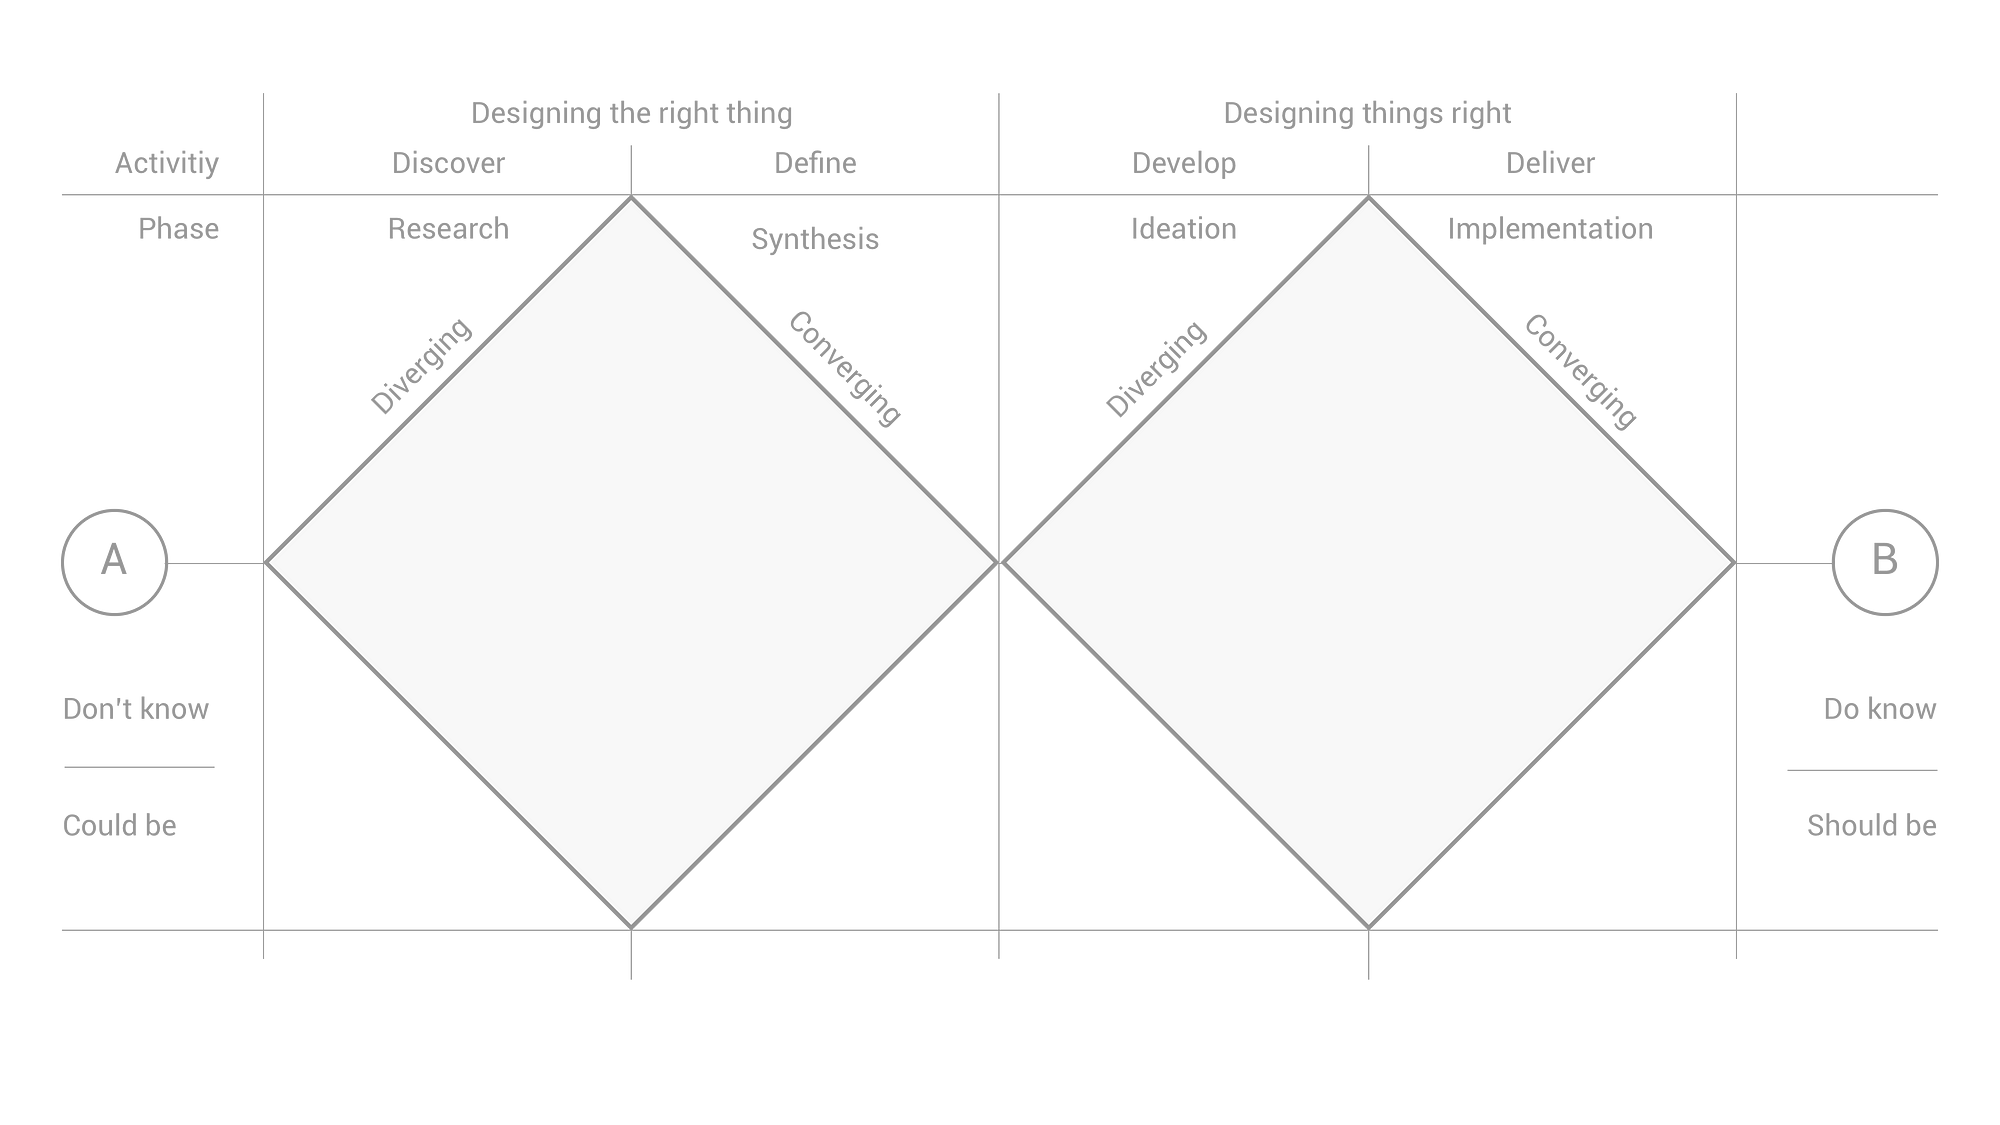 Designing the right thing
Designing things right
Activitiy
Discover
Define
Develop
Deliver
Phase
Research
Synthesis
Ideation
Implementation
Diverging
Converging
Diverging
Converging
A
B
Don't know
Do know
Could be
Should be